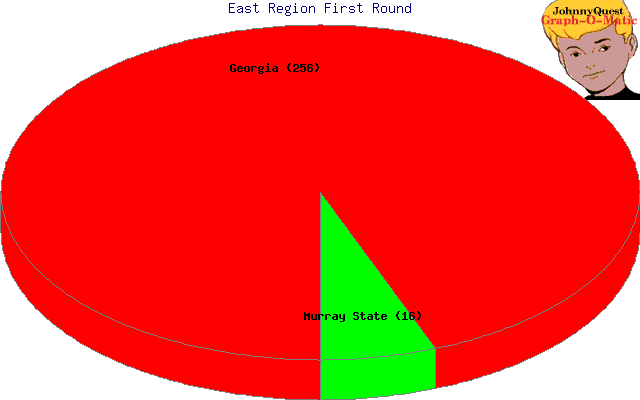 East Region First Round
JohnnyQuest
Graph-O-Matic
Georgia (256)
Murray State (16)